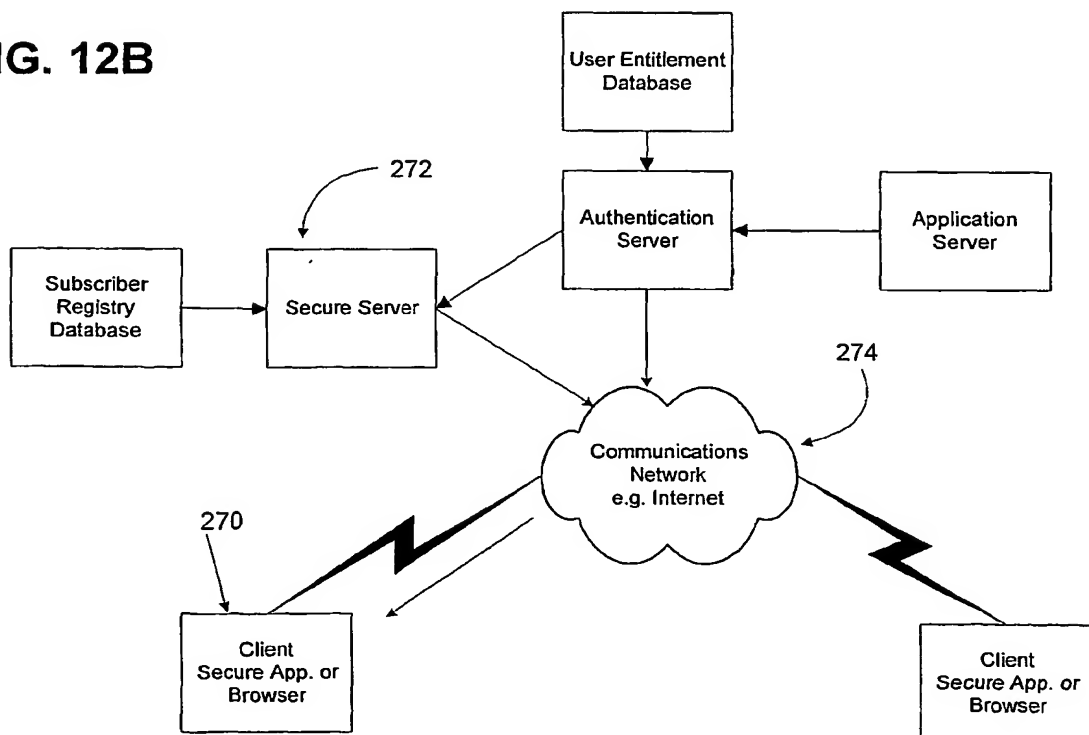 IG. 12B
User Entitlement
Database
272
Authentication
Server
Application
Server
Subscriber
Registry
Database
Secure Server
274
Communications
Network
e.g. Internet
270
Client
Secure App. or
Browser
Client
Secure App. or
Browser